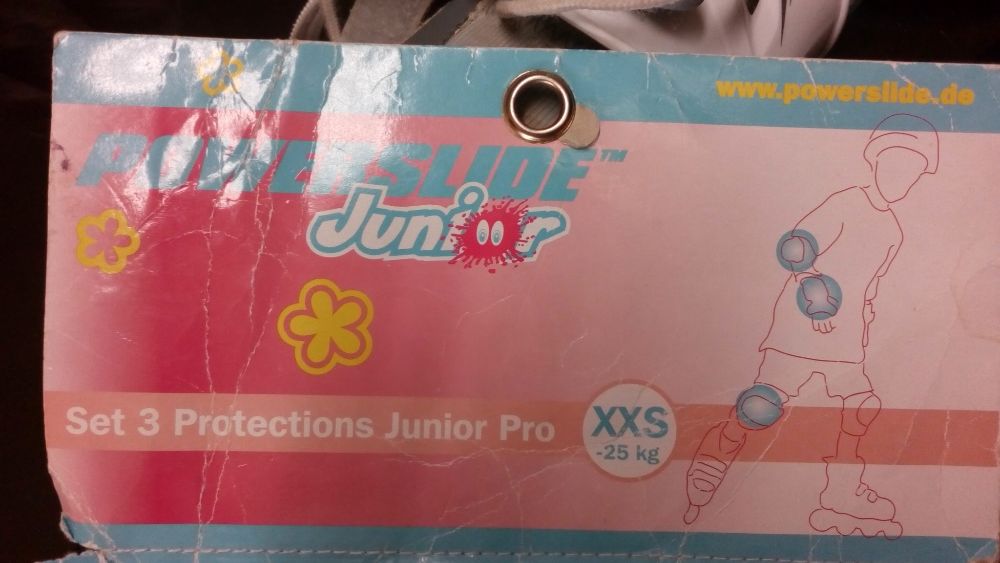 www.powerslide.de
POWERSLIDE™
Junior
Set 3 Protections Junior Pro
XXS
-25 kg